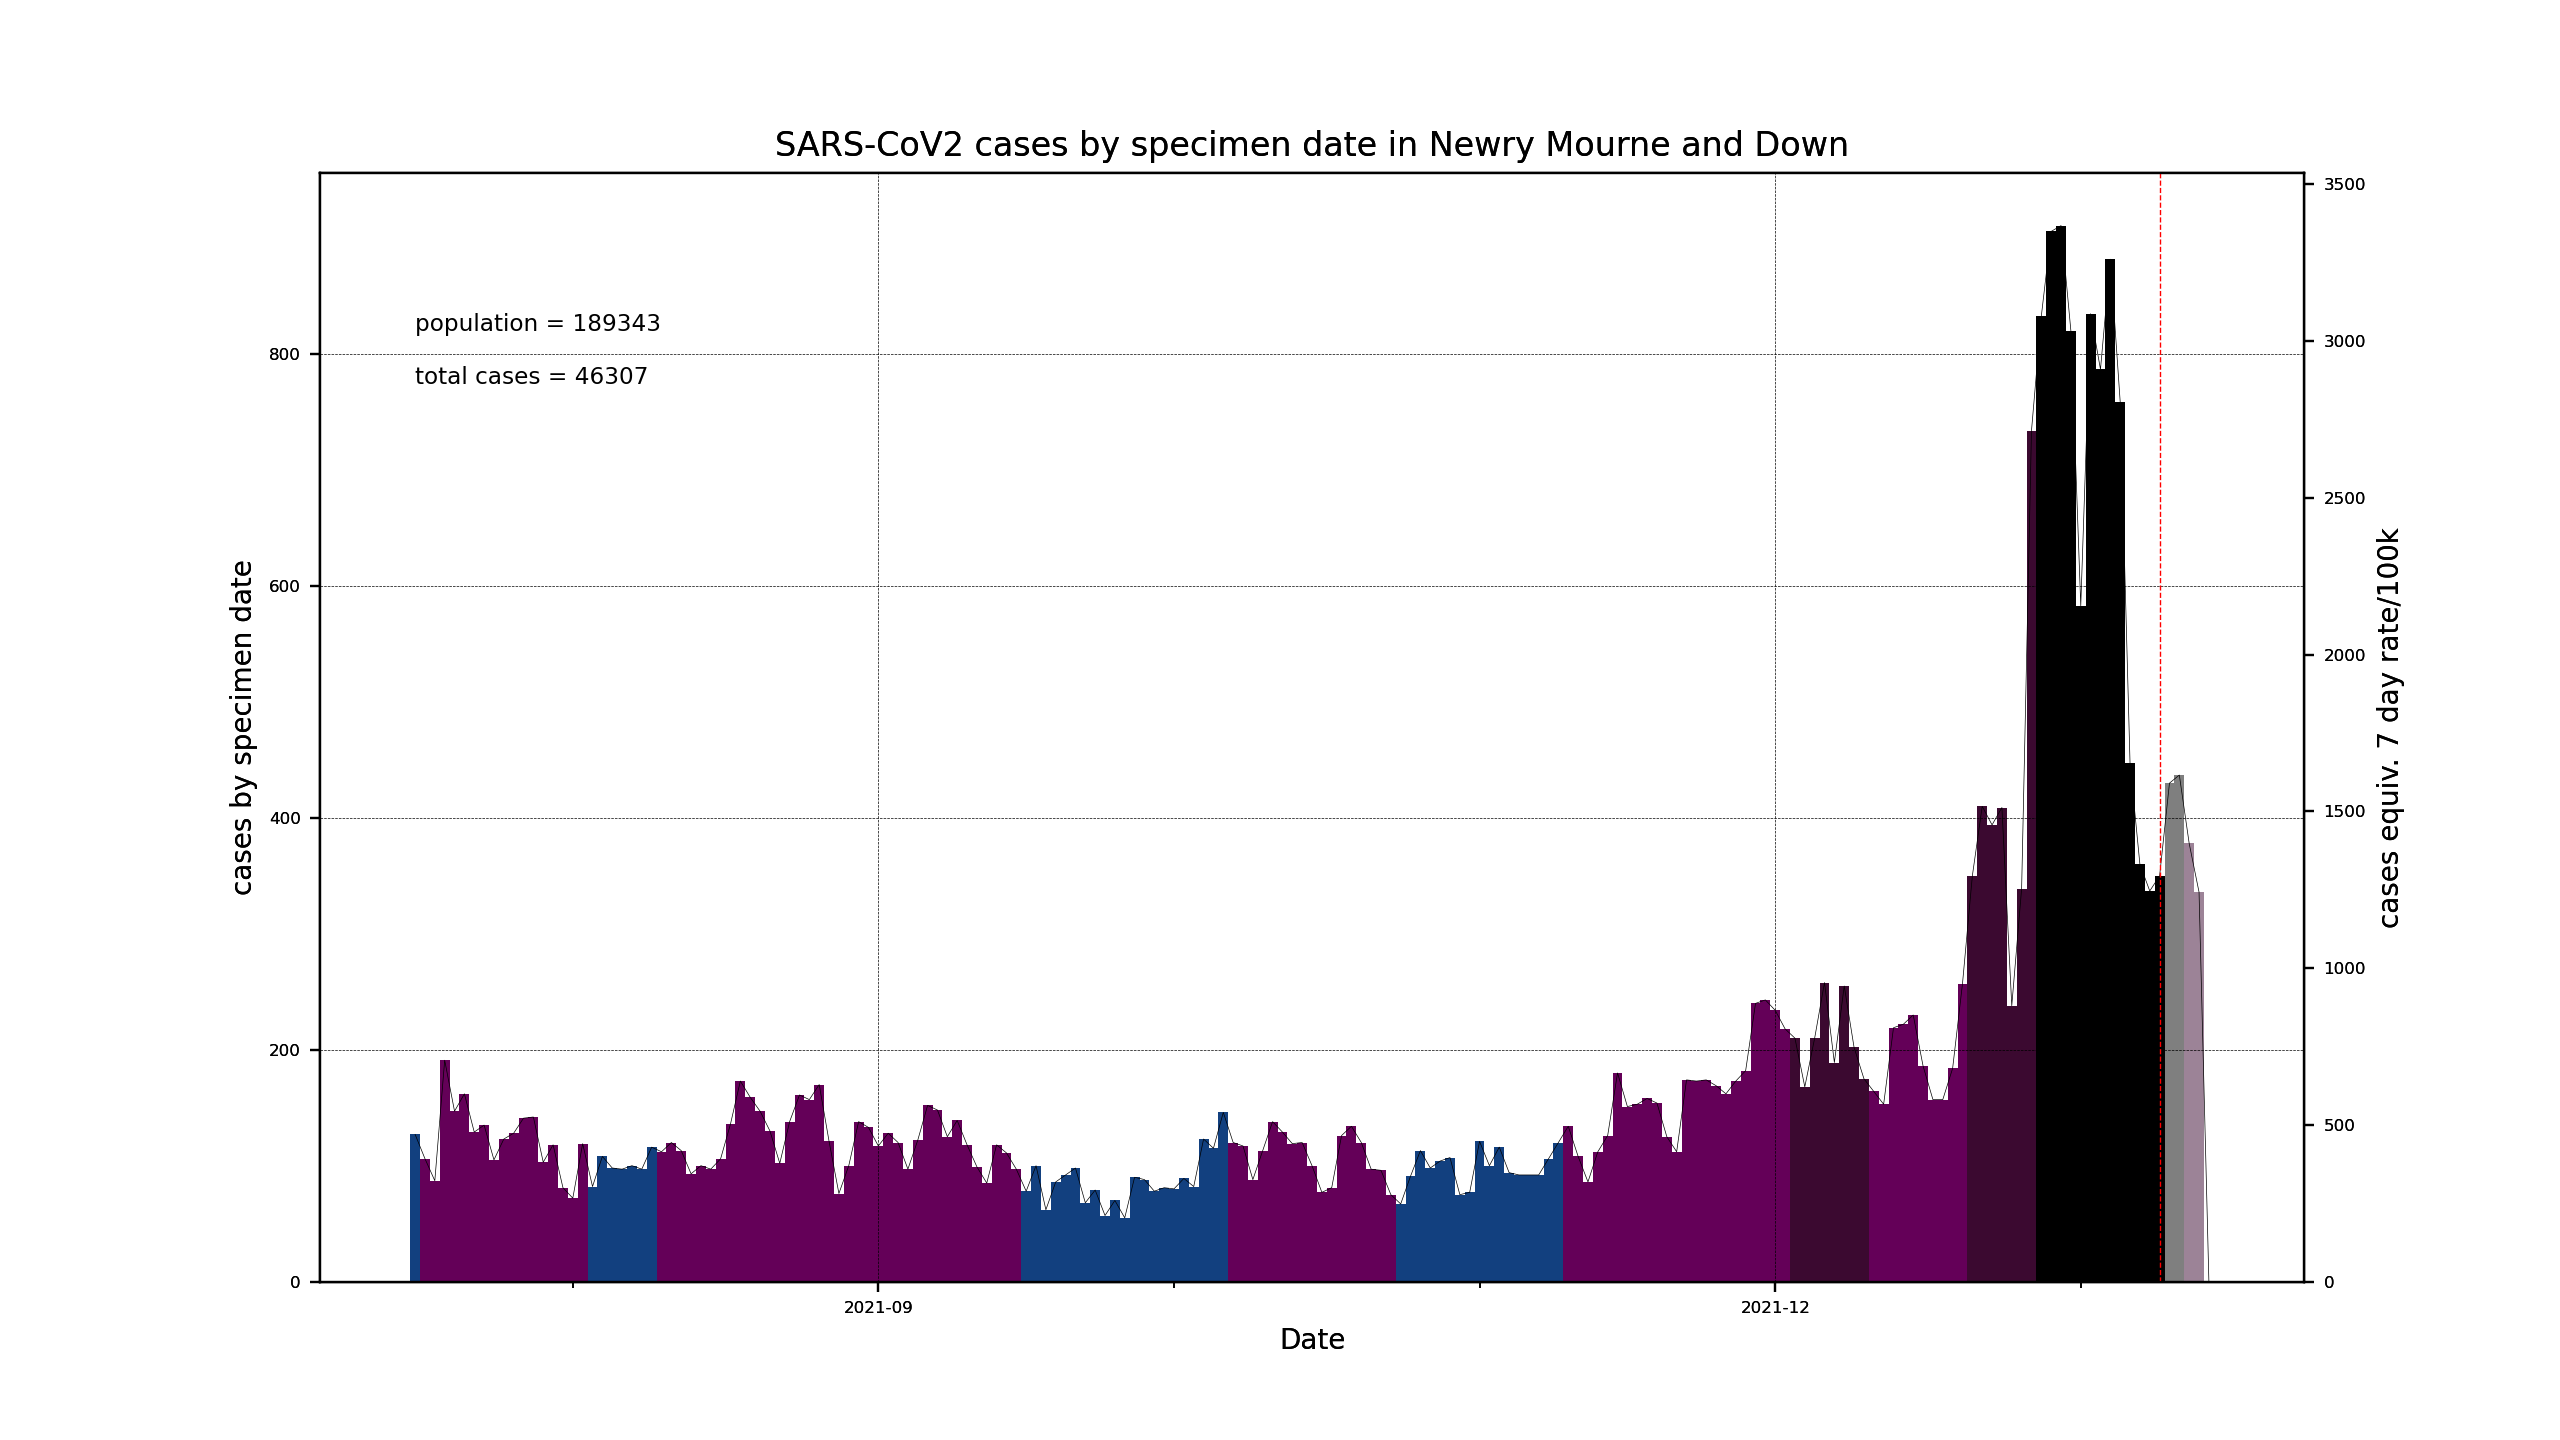 SARS-CoV2 cases by specimen date in Newry Mourne and Down
population = 189343
total cases = 46307
cases by specimen date
800
600
400
200
0
3500
3000
2500
2000
1500
1000
500
0
cases equiv. 7 day rate/100k
2021-09
2021-12
Date